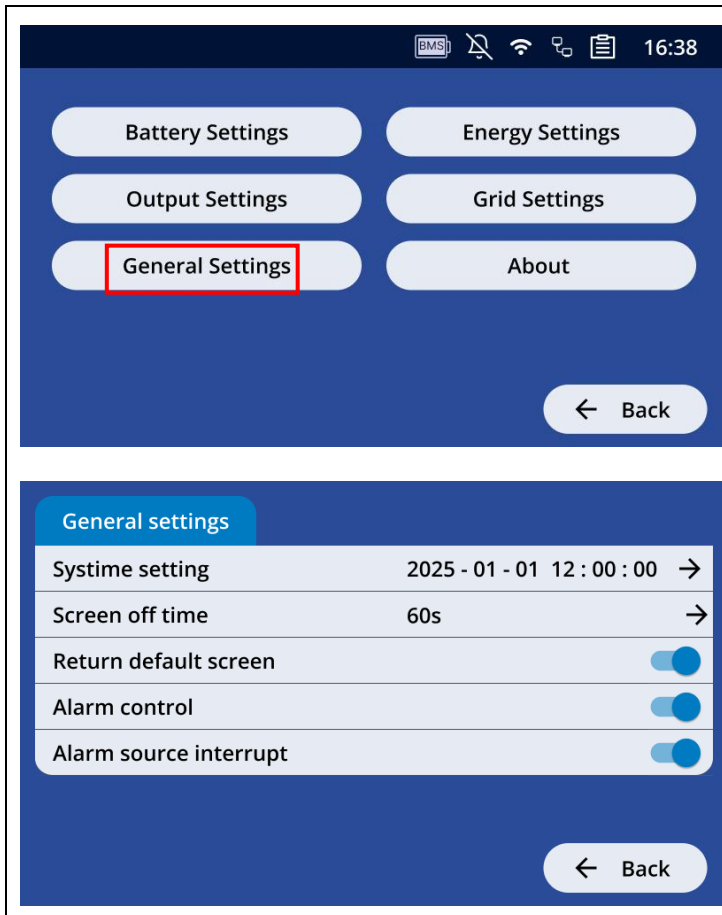 BMS 16:38
Battery Settings Energy Settings
Output Settings Grid Settings
General Settings About
← Back
General settings
Systime setting 2025 - 01 - 01 12 : 00 : 00 →
Screen off time 60s →
Return default screen
Alarm control
Alarm source interrupt
← Back